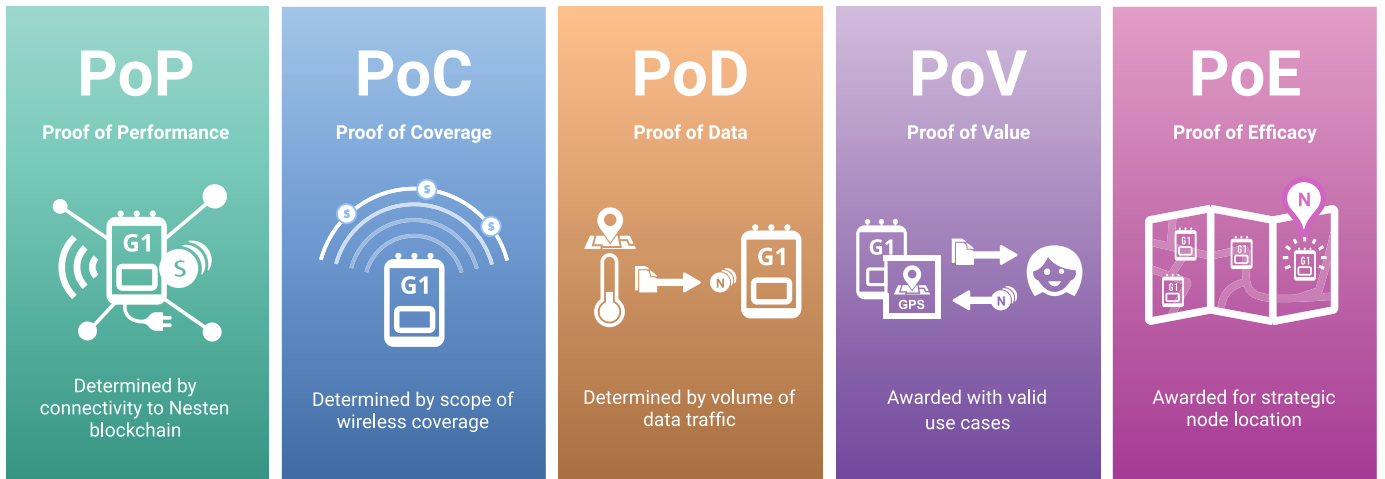 PoP
Proof of Performance
G1
S
Determined by
connectivity to Nesten
blockchain
PoC
Proof of Coverage
$
$
$
G1
Determined by scope of
wireless coverage
PoD
Proof of Data
G1
N
Determined by volume of
data traffic
PoV
Proof of Value
G1
GPS
N
Awarded with valid
use cases
PoE
Proof of Efficacy
N
G1
G1
G1
G1
Awarded for strategic
node location